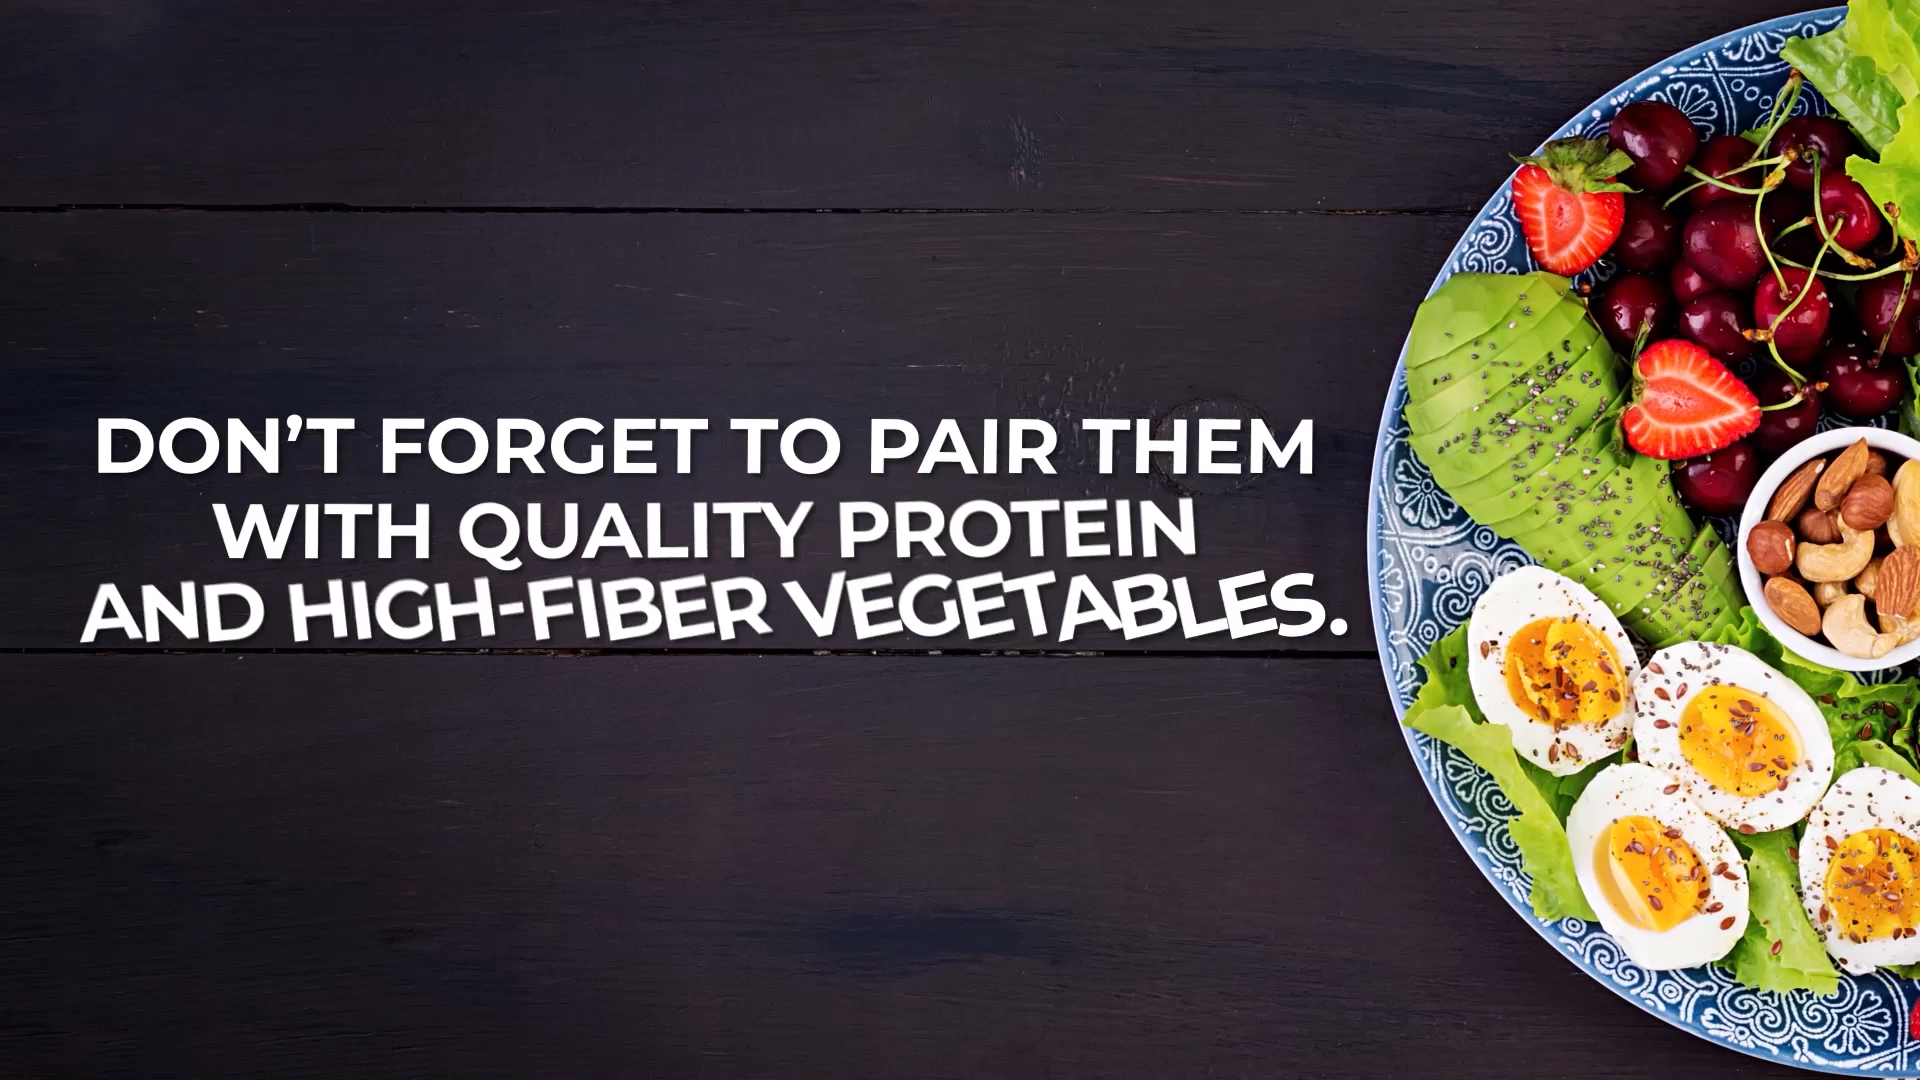 DON’T FORGET TO PAIR THEM
WITH QUALITY PROTEIN
AND HIGH-FIBER VEGETABLES.